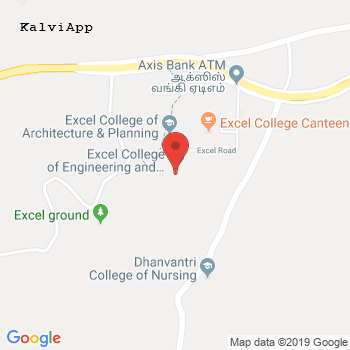 KalviApp
Axis Bank ATM
ஆக்ஸிஸ்
வங்கி ஏடிஎம்
Excel College of
Architecture & Planning
Excel College Canteen
Excel Road
Excel College
of Engineering and...
Excel ground
Dhanvantri
College of Nursing
Google
Map data ©2019 Google